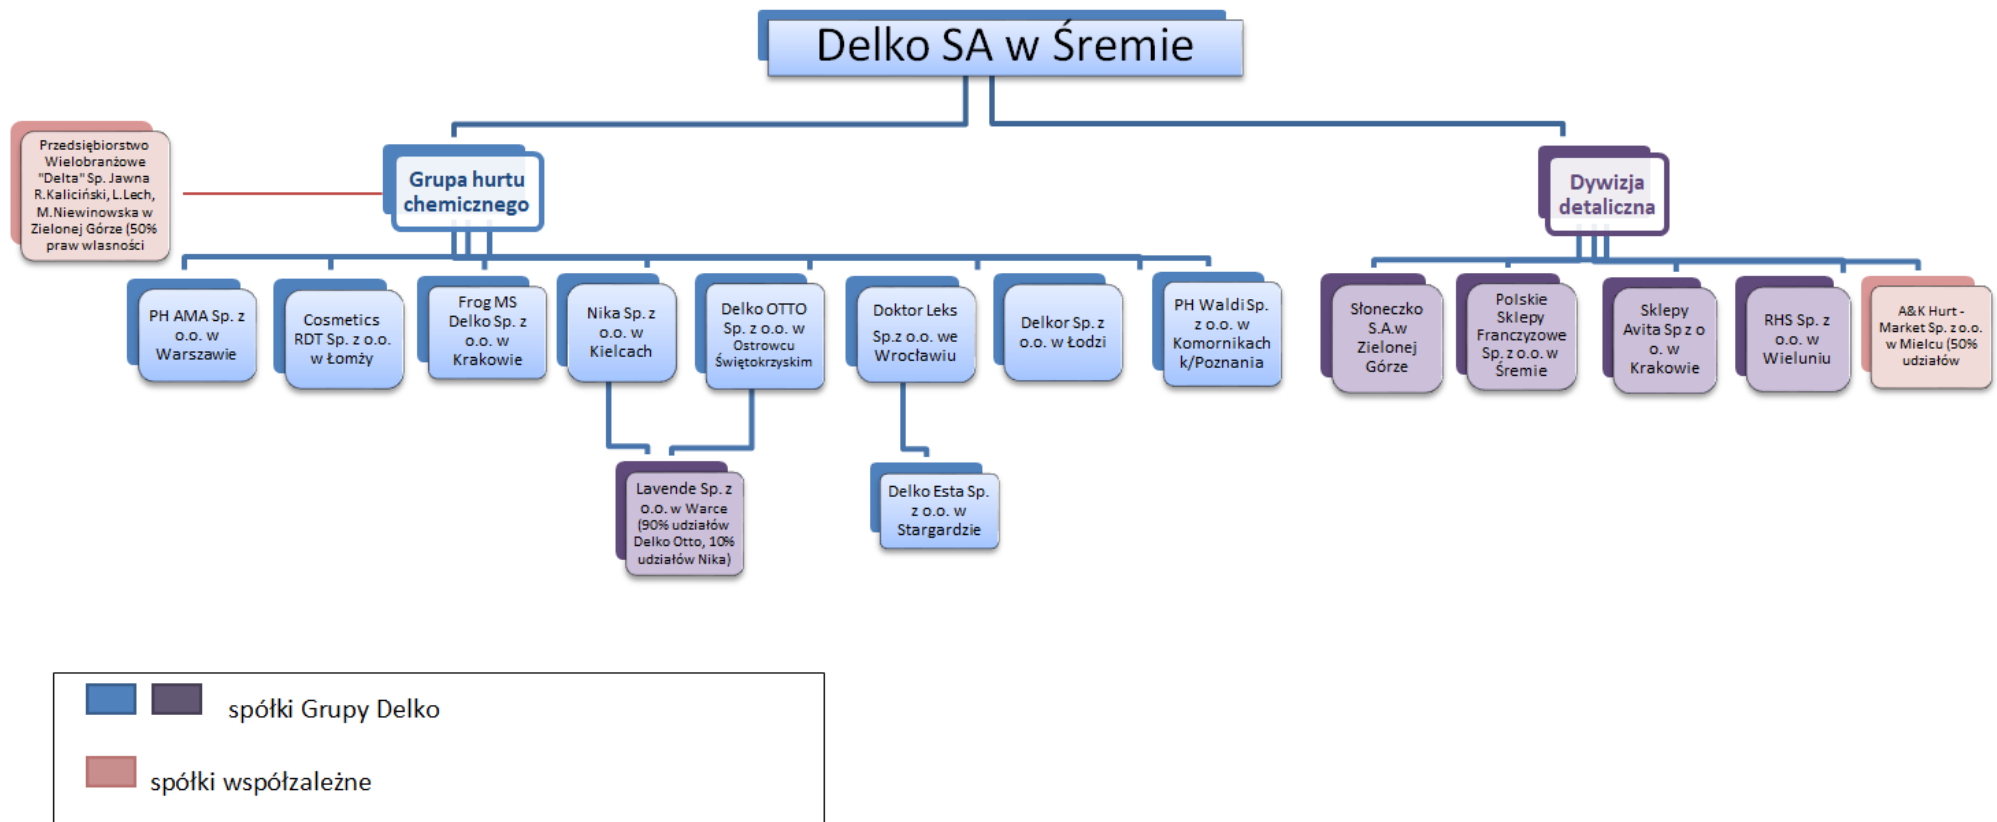 Delko SA w Śremie
Przedsiębiorstwo
Wielobranżowe
"Delta" Sp. Jawna
R.Kaliciński, L.Lech,
M.Niewinowska w
Zielonej Górze (50%
praw wlasności
Grupa hurtu
chemicznego
Dywizja
detaliczna
PH AMA Sp. z
o.o. w
Warszawie
Cosmetics
RDT Sp. z o.o.
w Łomży
Frog MS
Delko Sp. z
o.o. w
Krakowie
Nika Sp. z
o.o. w
Kielcach
Delko OTTO
Sp. z o.o. w
Ostrowcu
Świętokrzyskim
Doktor Leks
Sp.z o.o. we
Wrocławiu
Delkor Sp. z
o.o. w Łodzi
PH Waldi Sp.
z o.o. w
Komornikach
k/Poznania
Słoneczko
S.A.w
Zielonej
Górze
Polskie
Sklepy
Franczyzowe
Sp. z o.o. w
Śremie
Sklepy
Avita Sp z o
o. w
Krakowie
RHS Sp. z
o.o. w
Wieluniu
A&K Hurt -
Market Sp. z o.o.
w Mielcu (50%
udziałów
Lavende Sp. z
o.o. w Warce
(90% udziałów
Delko Otto, 10%
udziałów Nika)
Delko Esta Sp.
z o.o. w
Stargardzie
spółki Grupy Delko
spółki współzależne